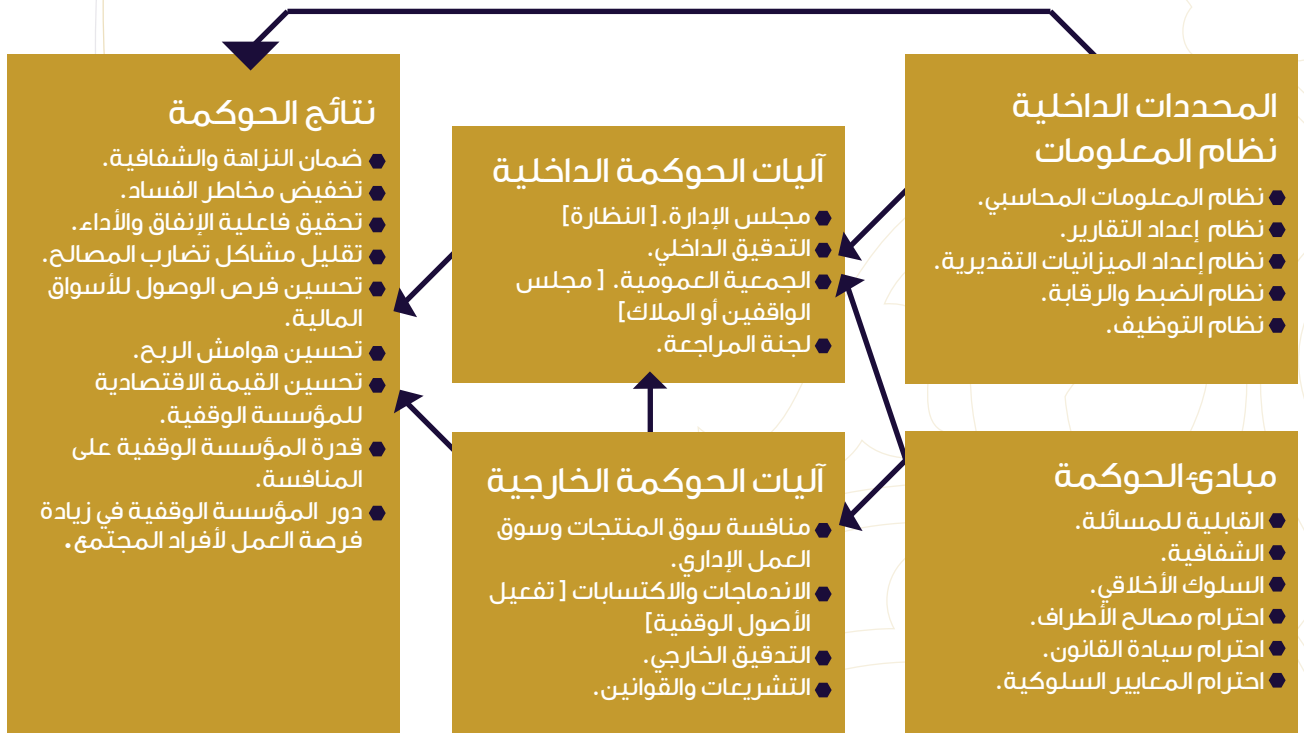 المحددات الداخلية
نظام المعلومات
نظام المعلومات المحاسبي.
نظام إعداد التقارير.
نظام إعداد الميزانيات التقديرية.
نظام الضبط والرقابة.
نظام التوظيف.
مبادئ الحوكمة
القابلية للمسائلة.
الشفافية.
السلوك الأخلاقي.
احترام مصالح الأطراف.
احترام سيادة القانون.
احترام المعايير السلوكية.
آليات الحوكمة الداخلية
مجلس الإدارة. [النظارة]
التدقيق الداخلي.
الجمعية العمومية. [ مجلس
الواقفين أو الملاك]
لجنة المراجعة.
آليات الحوكمة الخارجية
منافسة سوق المنتجات وسوق
العمل الإداري.
الاندماجات والاكتسابات [ تفعيل
الأصول الوقفية]
التدقيق الخارجي.
التشريعات والقوانين.
نتائج الحوكمة
ضمان النزاهة والشفافية.
تخفيض مخاطر الفساد.
تحقيق فاعلية الإنفاق والأداء.
تقليل مشاكل تضارب المصالح.
تحسين فرص الوصول للأسواق
المالية.
تحسين هوامش الربح.
تحسين القيمة الاقتصادية
للمؤسسة الوقفية.
قدرة المؤسسة الوقفية على
المنافسة.
دور المؤسسة الوقفية في زيادة
فرصة العمل لأفراد المجتمع.